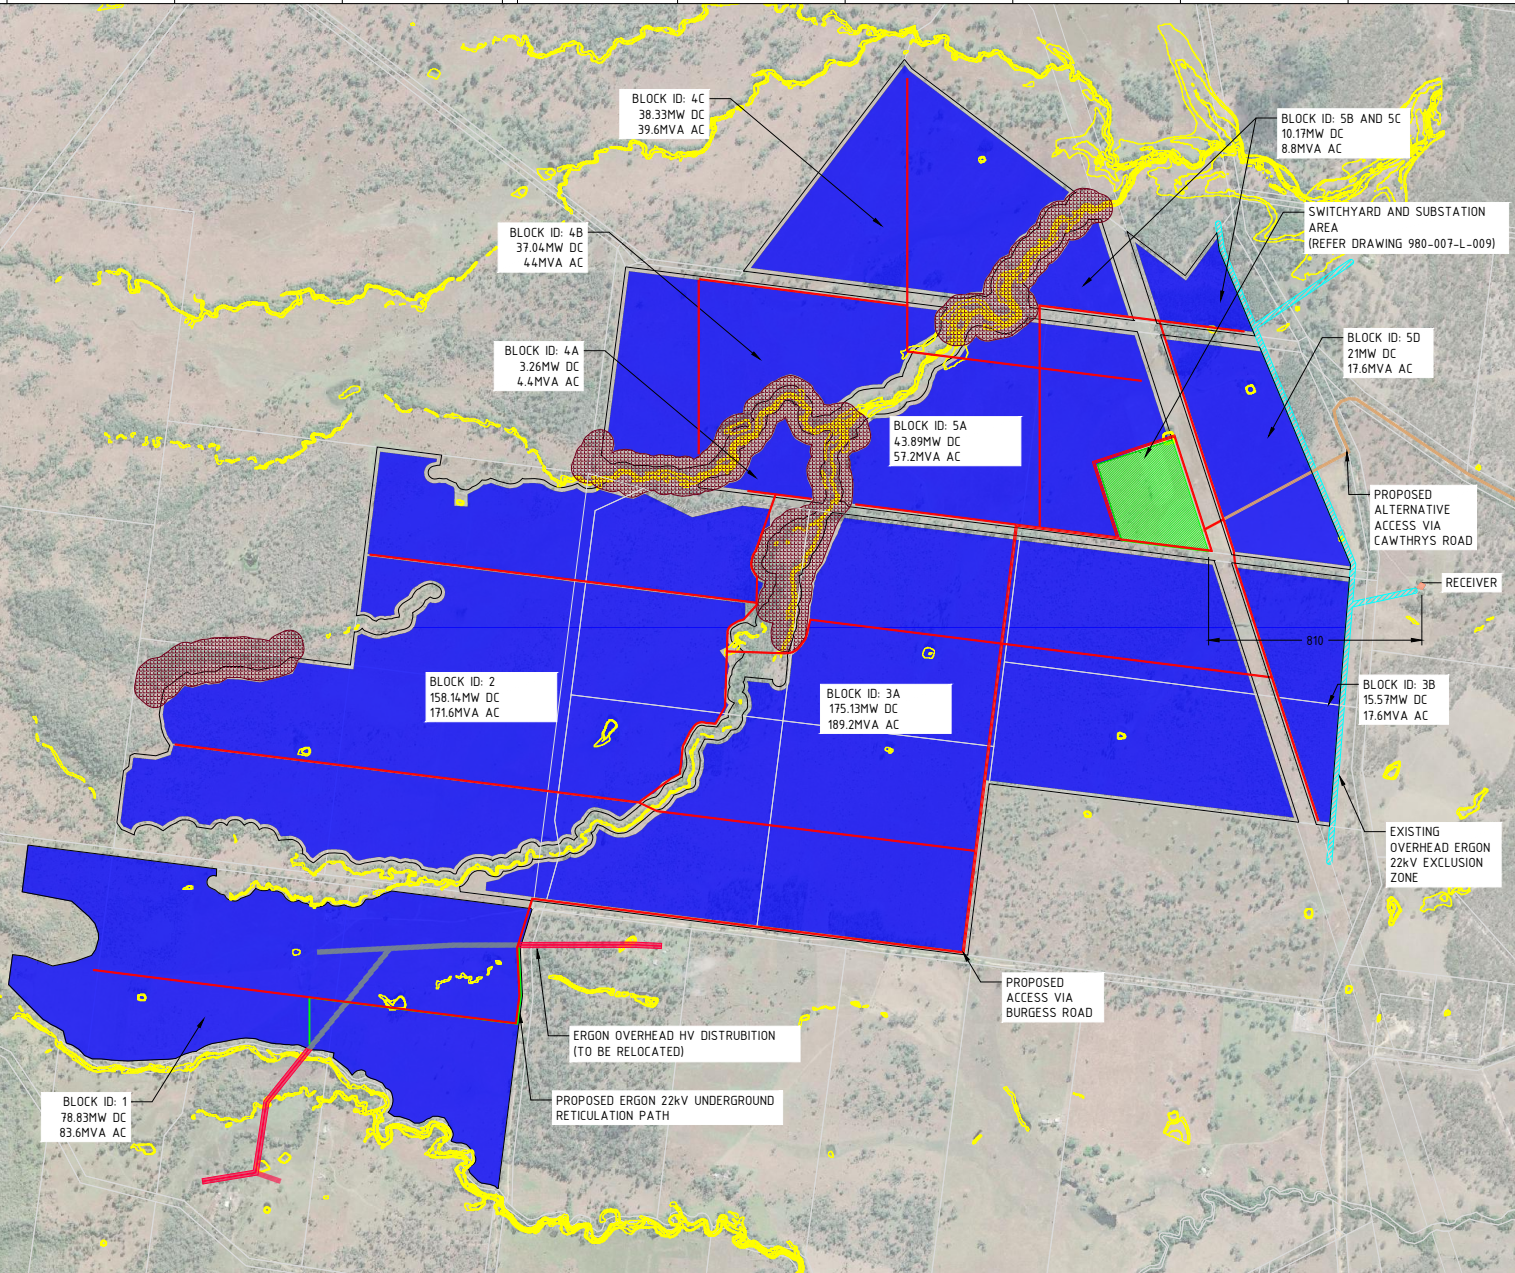 BLOCK ID: 4C
38.33MW DC
39.6MVA AC
BLOCK ID: 5B AND 5C
10.17MW DC
8.8MVA AC
SWITCHYARD AND SUBSTATION
AREA
(REFER DRAWING 980-007-L-009)
BLOCK ID: 4B
37.04MW DC
44MVA AC
BLOCK ID: 4A
3.26MW DC
4.4MVA AC
BLOCK ID: 5D
21MW DC
17.6MVA AC
BLOCK ID: 5A
43.89MW DC
57.2MVA AC
PROPOSED
ALTERNATIVE
ACCESS VIA
CAWTHRYS ROAD
RECEIVER
810
BLOCK ID: 2
158.14MW DC
171.6MVA AC
BLOCK ID: 3A
175.13MW DC
189.2MVA AC
BLOCK ID: 3B
15.57MW DC
17.6MVA AC
EXISTING
OVERHEAD ERGON
22kV EXCLUSION
ZONE
PROPOSED
ACCESS VIA
BURGESS ROAD
ERGON OVERHEAD HV DISTRUBITION
(TO BE RELOCATED)
PROPOSED ERGON 22kV UNDERGROUND
RETICULATION PATH
BLOCK ID: 1
78.83MW DC
83.6MVA AC